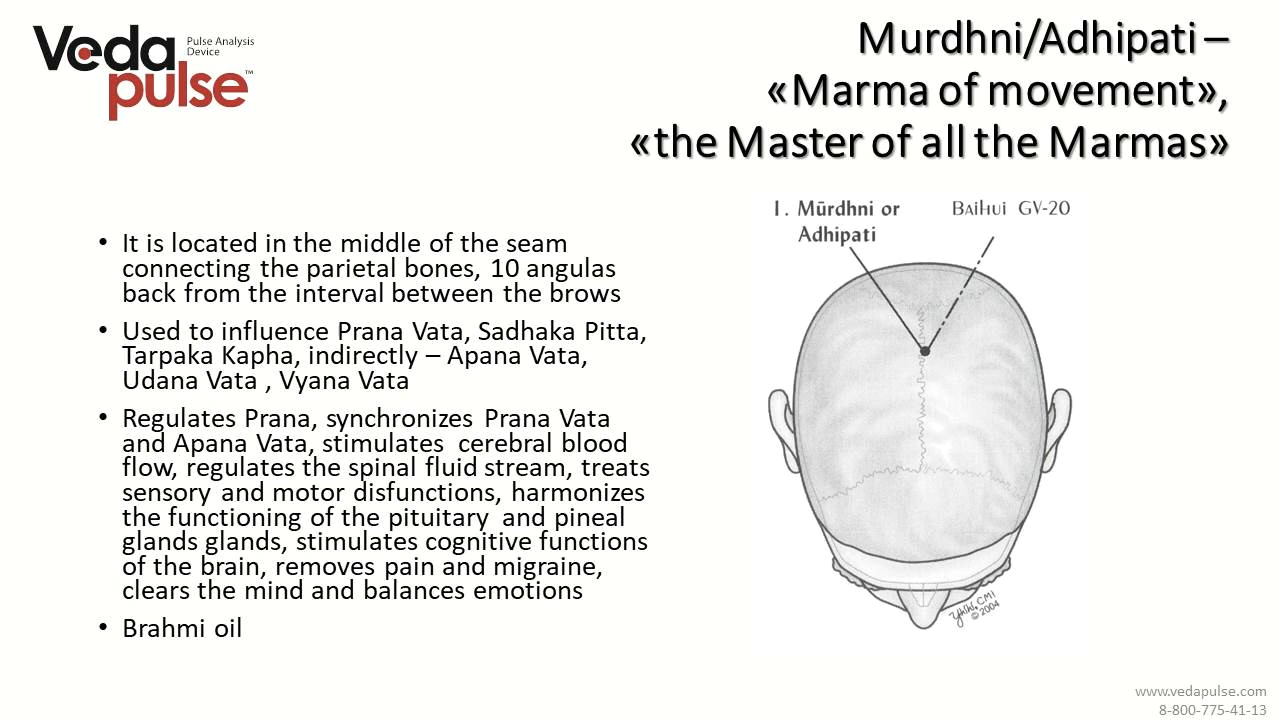 Veda
pulse™
Pulse Analysis
Device
Murdhni/Adhipati –
«Marma of movement»,
«the Master of all the Marmas»
• It is located in the middle of the seam
connecting the parietal bones, 10 angulas
back from the interval between the brows
• Used to influence Prana Vata, Sadhaka Pitta,
Tarpaka Kapha, indirectly – Apana Vata,
Udana Vata , Vyana Vata
• Regulates Prana, synchronizes Prana Vata
and Apana Vata, stimulates cerebral blood
flow, regulates the spinal fluid stream, treats
sensory and motor disfunctions, harmonizes
the functioning of the pituitary and pineal
glands glands, stimulates cognitive functions
of the brain, removes pain and migraine,
clears the mind and balances emotions
• Brahmi oil
1. Mūrdhni or
Adhipati
BAIHUI GV-20
CMI
© 2004
www.vedapulse.com
8-800-775-41-13